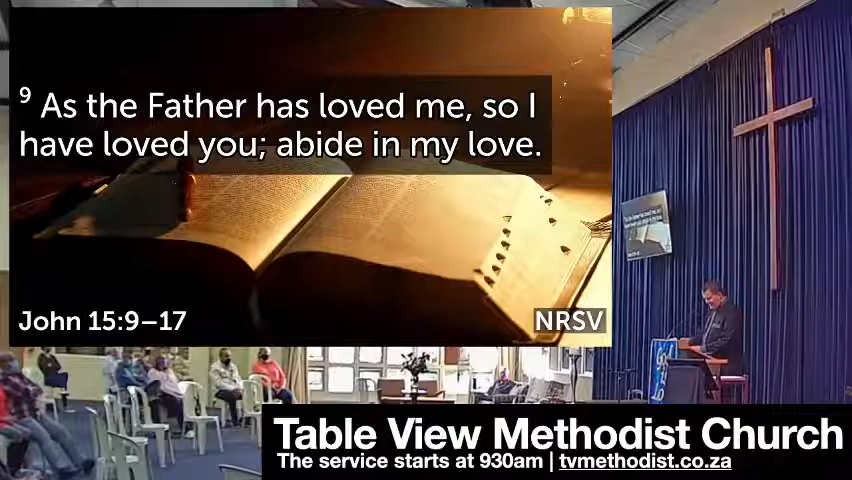 9 As the Father has loved me, so I
have loved you; abide in my love.
John 15:9–17
NRSV
Table View Methodist Church
The service starts at 930am | tvmethodist.co.za